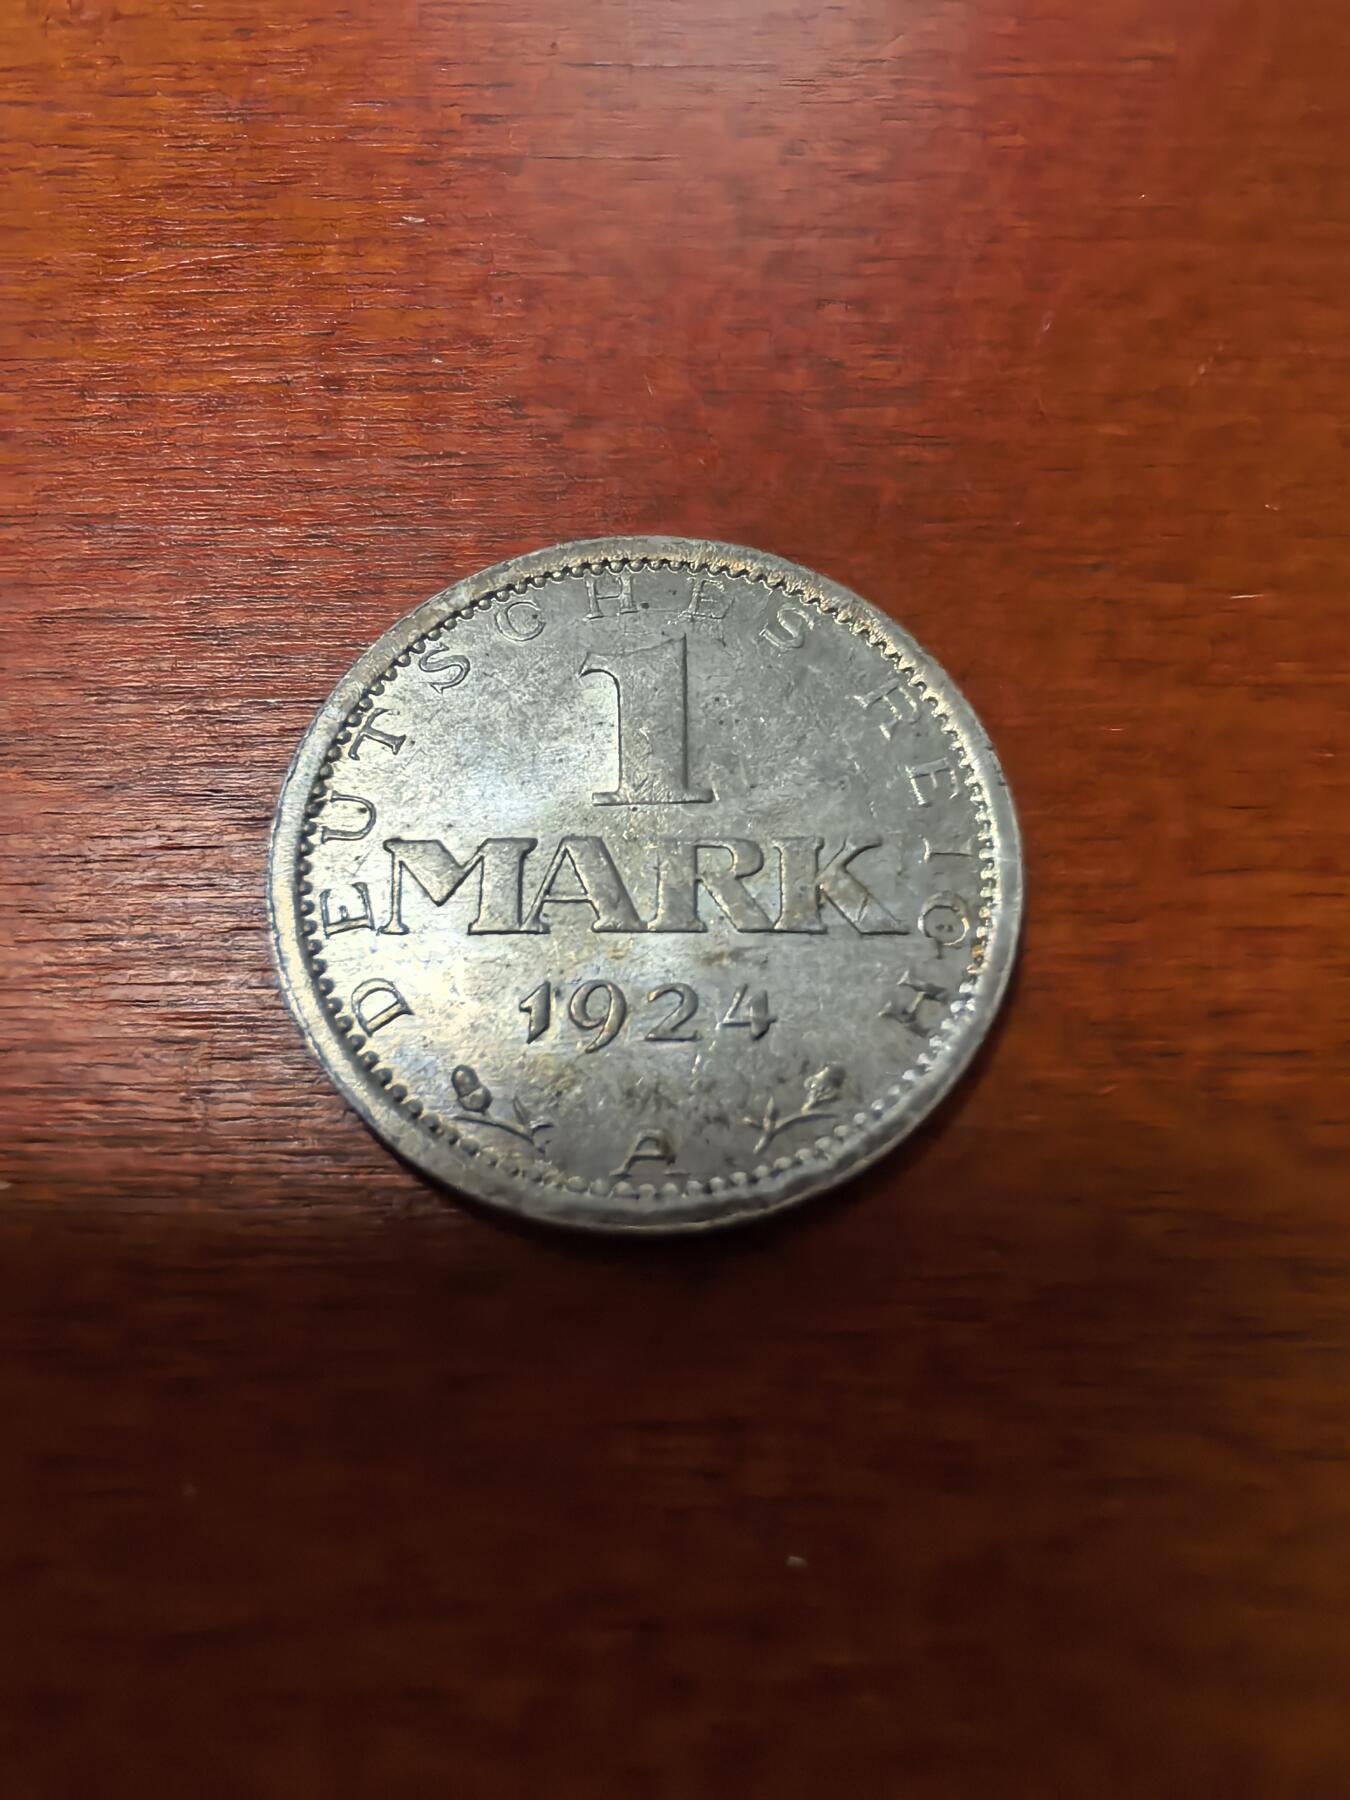 DEUTSCHES REICH
1
MARK
1924
A